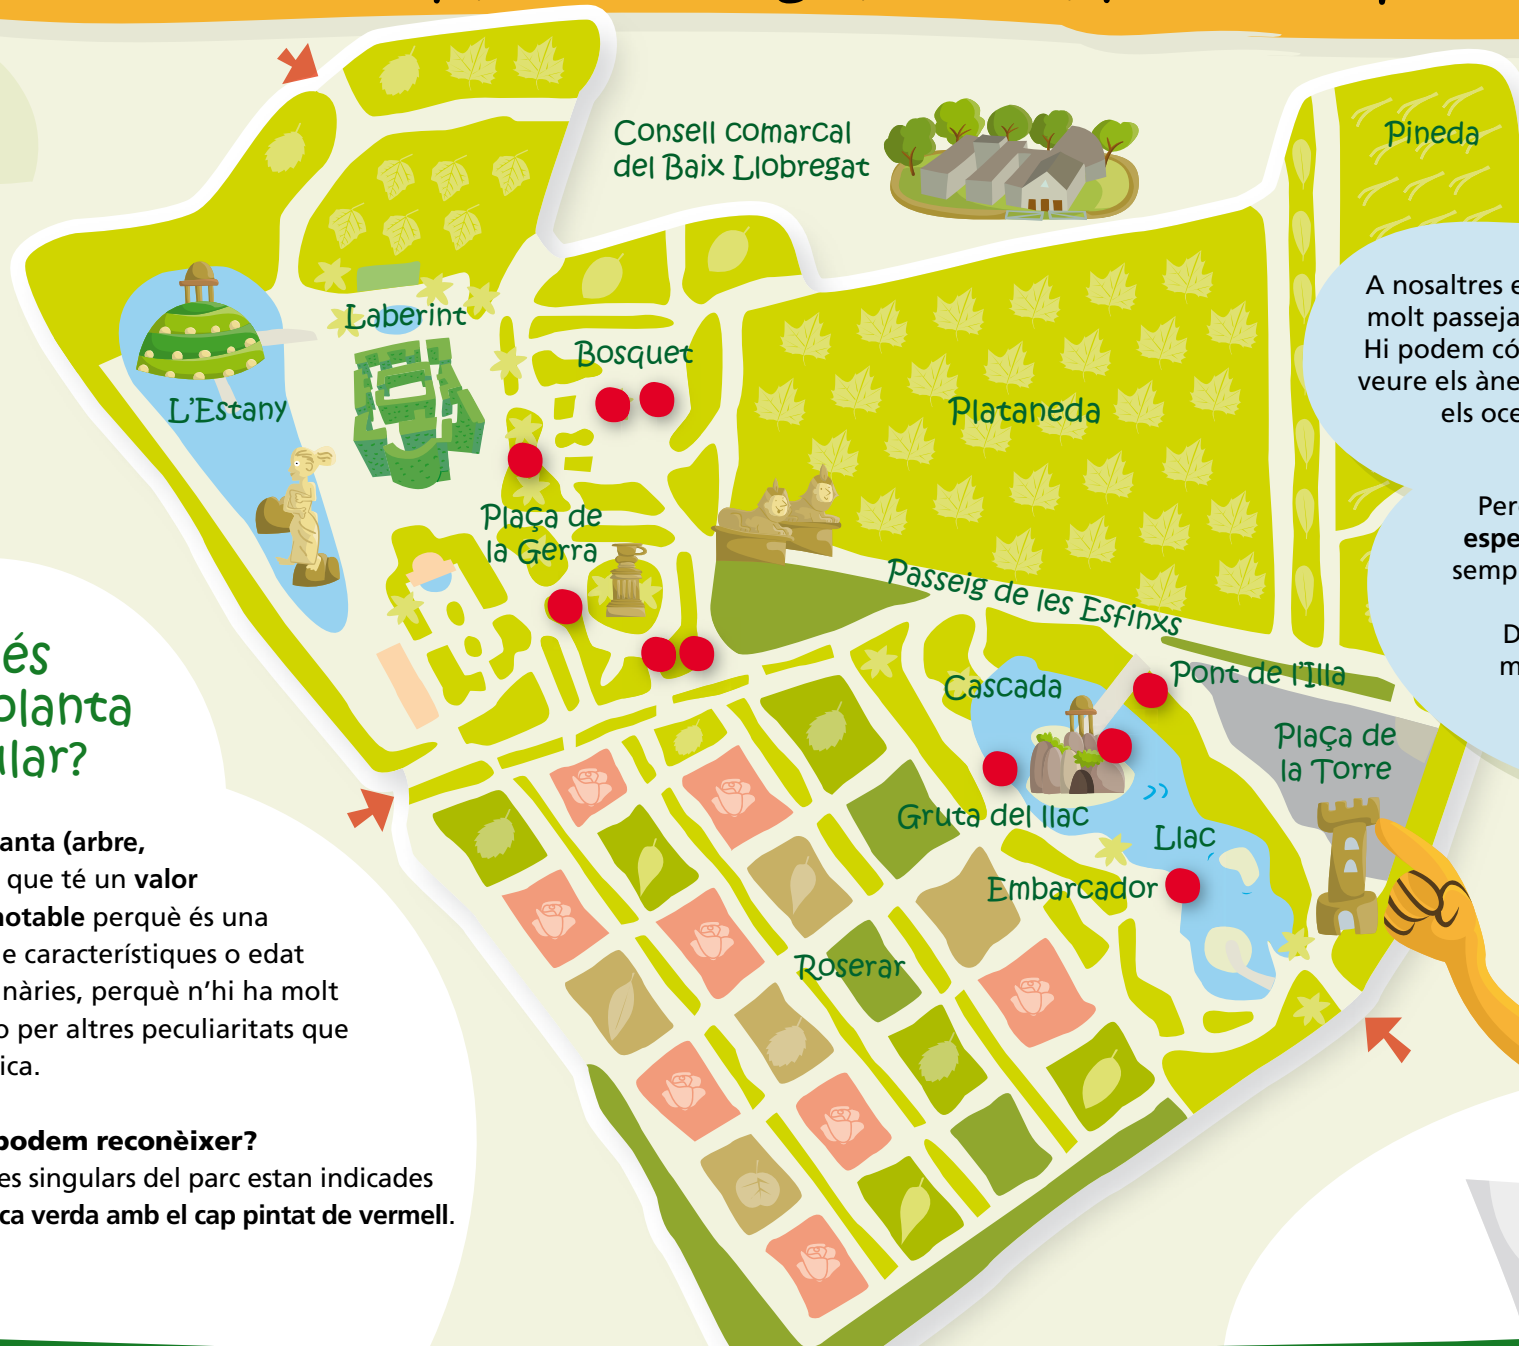 Consell comarcal
del Baix Llobregat
Pineda
A nosaltres e
molt passeja
Hi podem có
veure els àne
els oce
Laberint
Bosquet
L'Estany
Plataneda
Plaça de
la Gerra
Per
espe
semp
D
m
Passeig de les Esfinxs
Cascada
Pont de l'Illa
Plaça de
la Torre
Gruta del llac
Llac
Embarcador
Roserar
és
planta
ular?
anta (arbre,
que té un valor
notable perquè és una
e característiques o edat
nàries, perquè n'hi ha molt
o per altres peculiaritats que
ica.
podem reconèixer?
es singulars del parc estan indicades
ca verda amb el cap pintat de vermell.